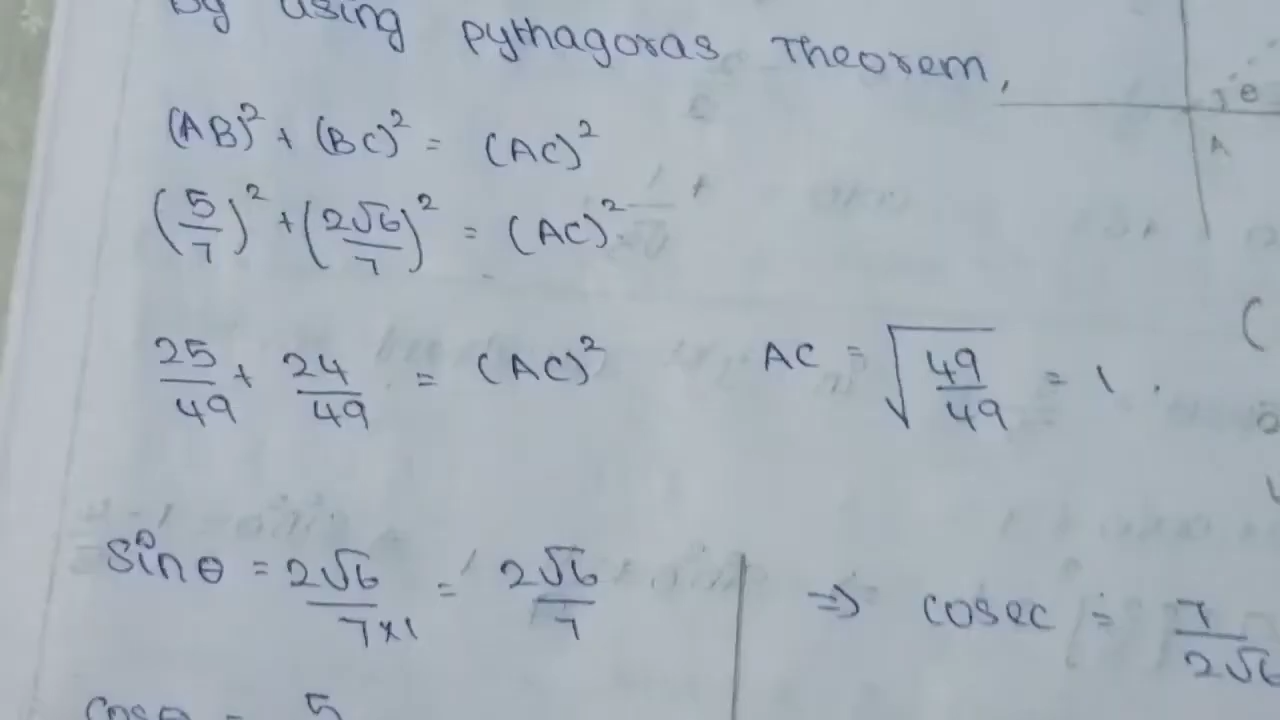 By using pythagoras Theorem,
(AB)² + (BC)² = (AC)²
(5/7)² + (2√6/7)² = (AC)²
25/49 + 24/49 = (AC)² AC = √(49/49) = 1.
sinθ = 2√6/7×1 = 2√6/7 ⇒ cosec = 7/2√6
cosθ = 5
θ
A